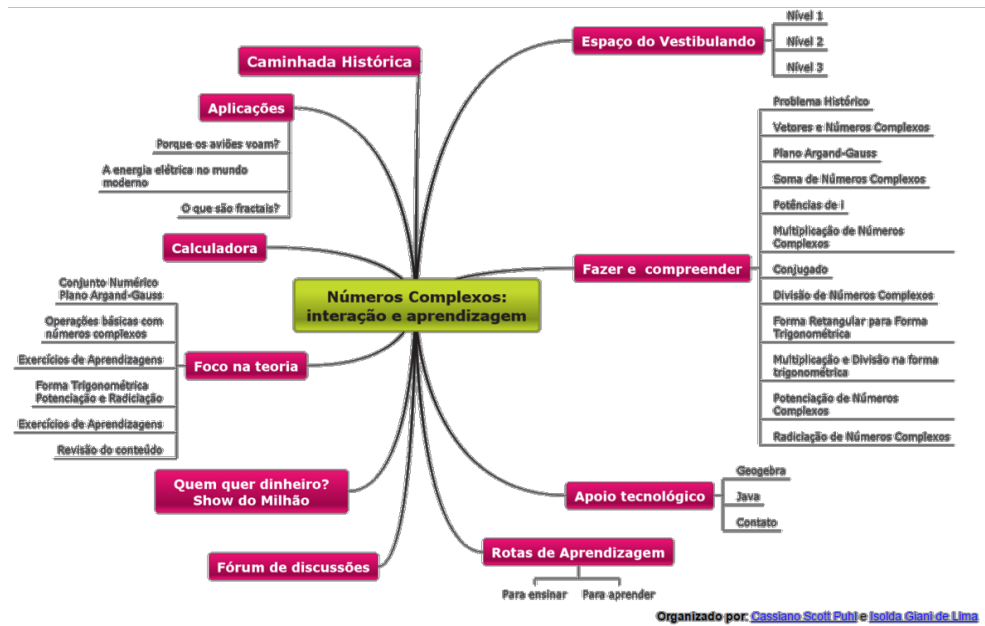 Números Complexos:
interação e aprendizagem
Caminhada Histórica
Aplicações
Porque os aviões voam?
A energia elétrica no mundo
moderno
O que são fractais?
Calculadora
Foco na teoria
Conjunto Numérico
Plano Argand-Gauss
Operações básicas com
números complexos
Exercícios de Aprendizagens
Forma Trigonométrica
Potenciação e Radiciação
Exercícios de Aprendizagens
Revisão do conteúdo
Quem quer dinheiro?
Show do Milhão
Fórum de discussões
Espaço do Vestibulando
Nível 1
Nível 2
Nível 3
Fazer e compreender
Problema Histórico
Vetores e Números Complexos
Plano Argand-Gauss
Soma de Números Complexos
Potências de i
Multiplicação de Números
Complexos
Conjugado
Divisão de Números Complexos
Forma Retangular para Forma
Trigonométrica
Multiplicação e Divisão na forma
trigonométrica
Potenciação de Números
Complexos
Radiciação de Números Complexos
Apoio tecnológico
Geogebra
Java
Contato
Rotas de Aprendizagem
Para ensinar
Para aprender
Organizado por: Cassiano Scott Puhl e Isolda Giani de Lima